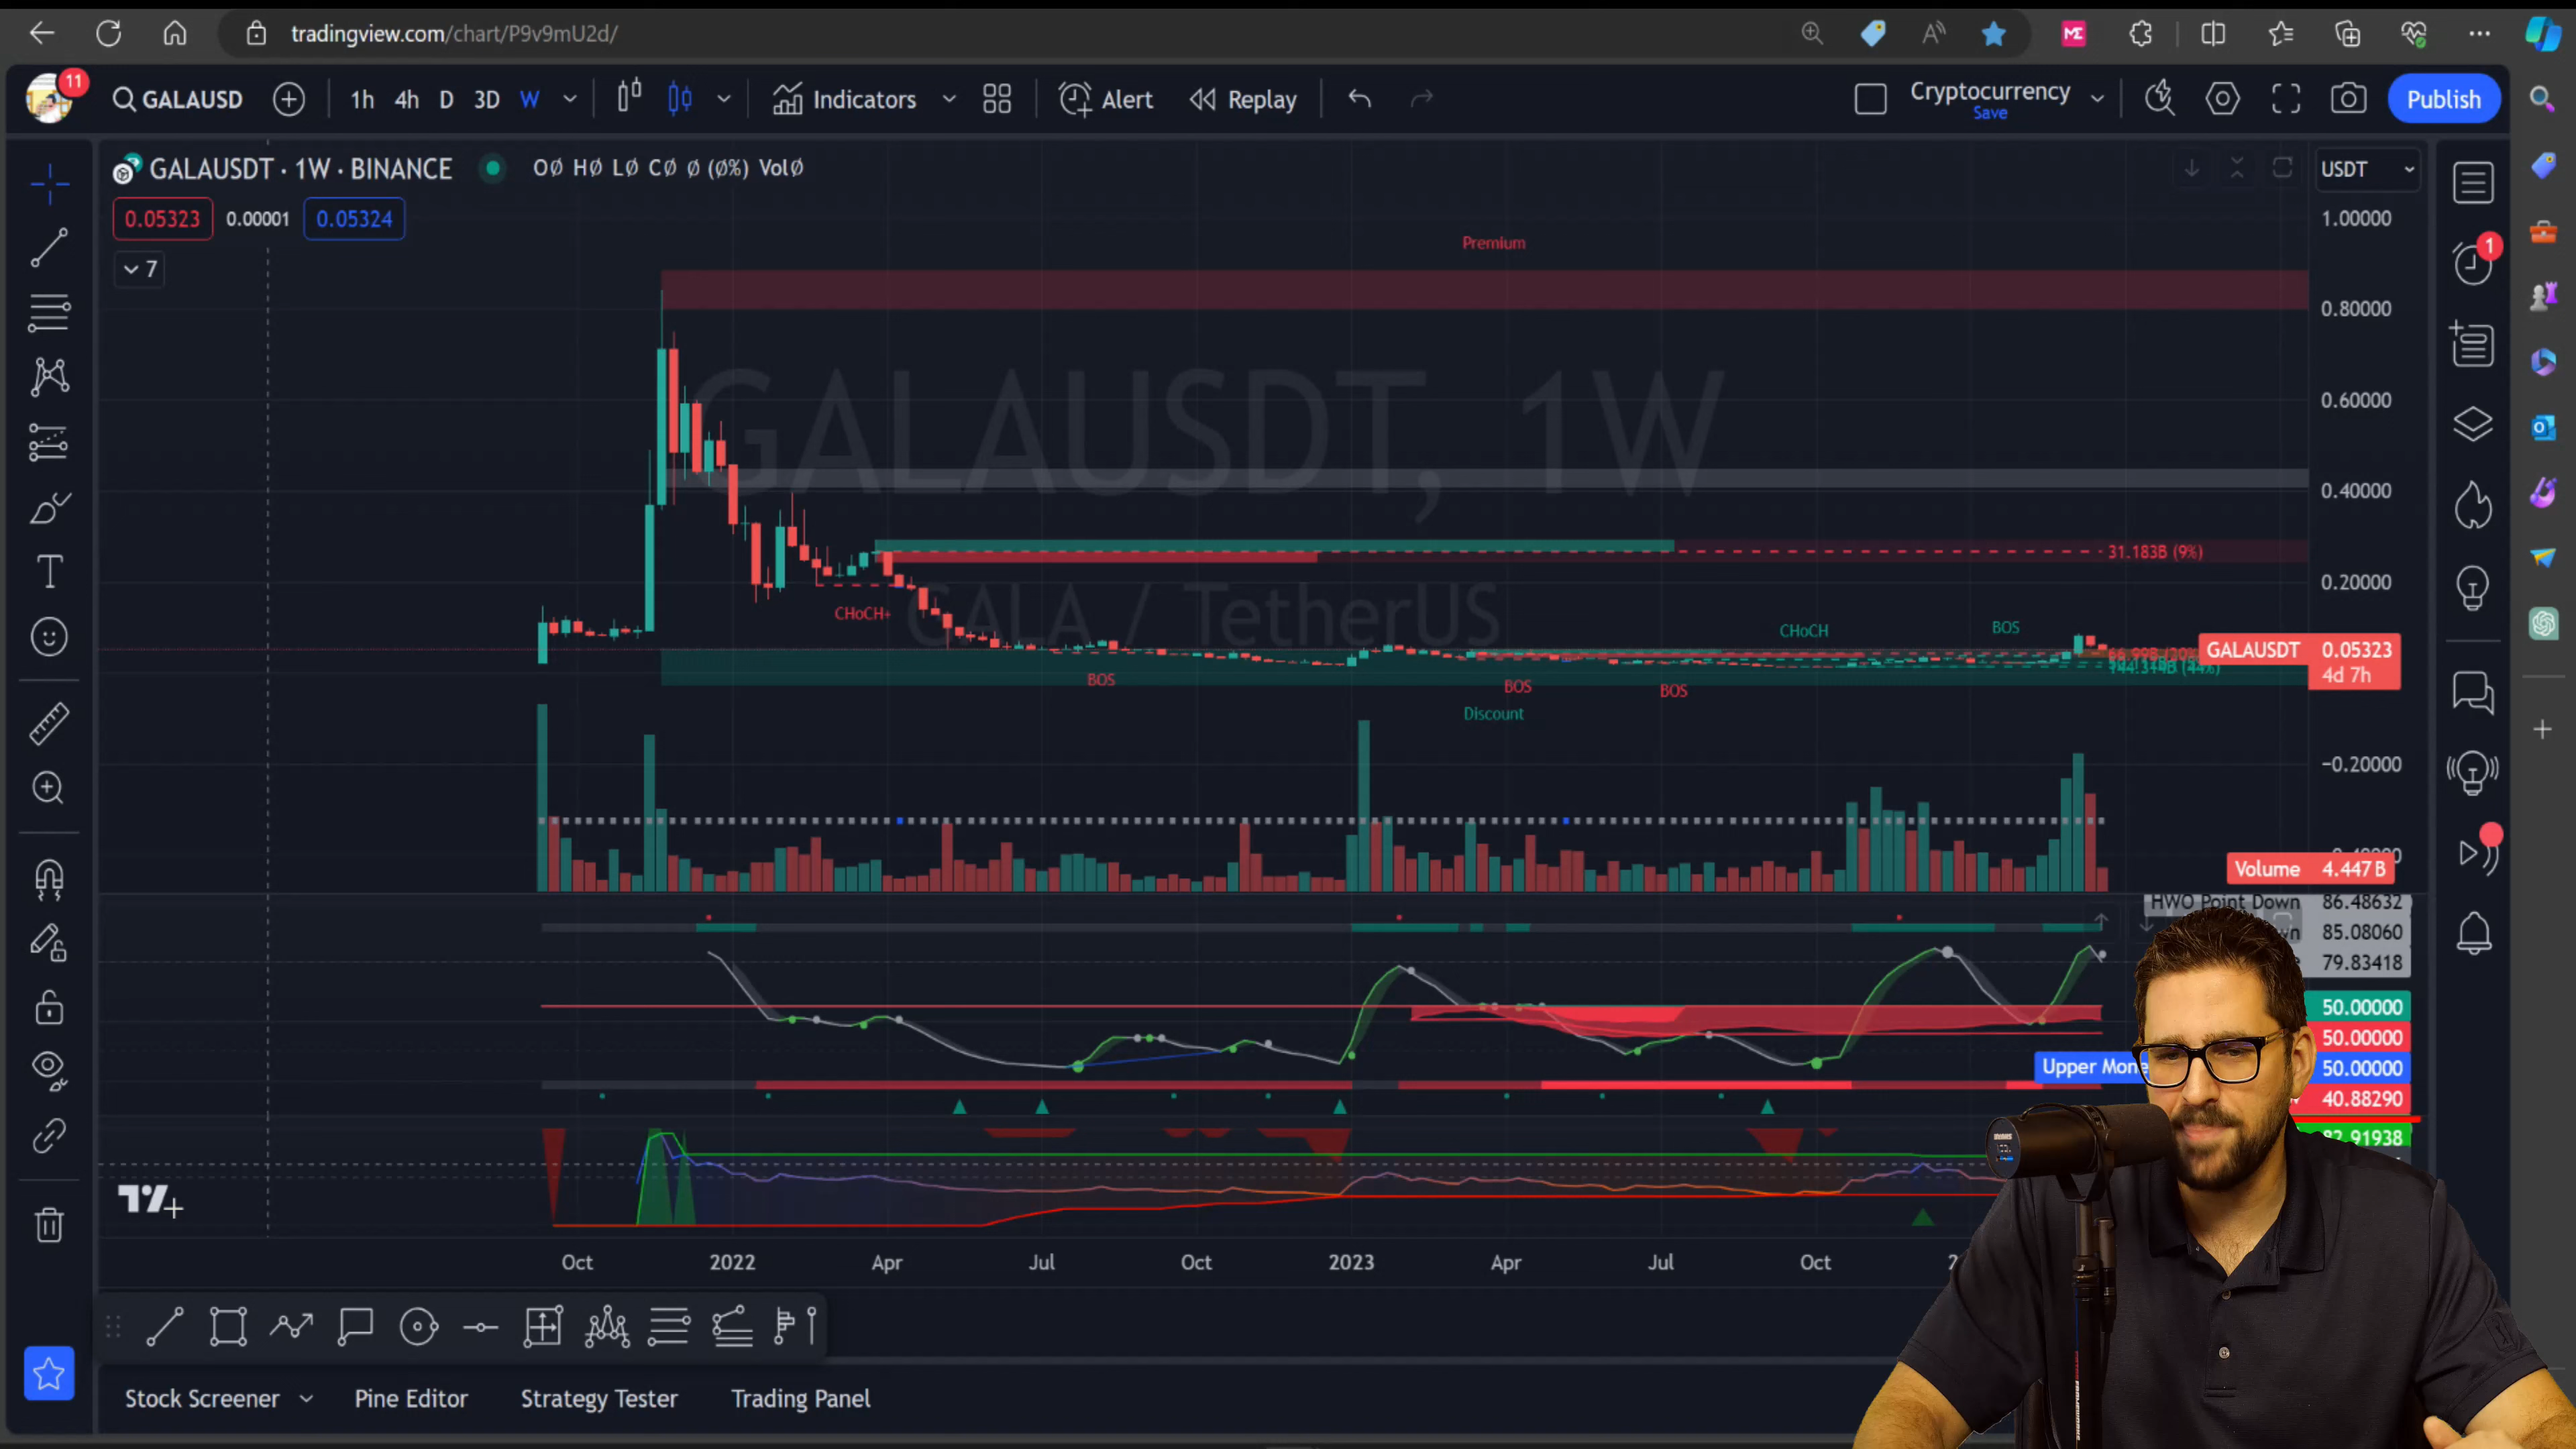 tradingview.com/chart/P9v9mU2d/
11
GALAUSD
1h 4h D 3D W
Indicators
Alert
Replay
Cryptocurrency
Save
Publish
GALAUSDT · 1W · BINANCE
OØ HØ LØ CØ Ø (Ø%) VolØ
USDT
0.05323
0.00001
0.05324
7
1
Premium
1.00000
0.80000
0.60000
0.40000
0.20000
-0.20000
GALAUSDT, 1W
GALA / TetherUS
31.183B (9%)
CHoCH+
CHoCH
BOS
BOS
BOS
BOS
Discount
GALAUSDT 0.05323
4d 7h
Volume 4.447B
HWO Point Down 86.48632
85.08060
79.83418
50.00000
50.00000
Upper Mone
50.00000
40.88290
Oct 2022 Apr Jul Oct 2023 Apr Jul Oct
Stock Screener
Pine Editor
Strategy Tester
Trading Panel